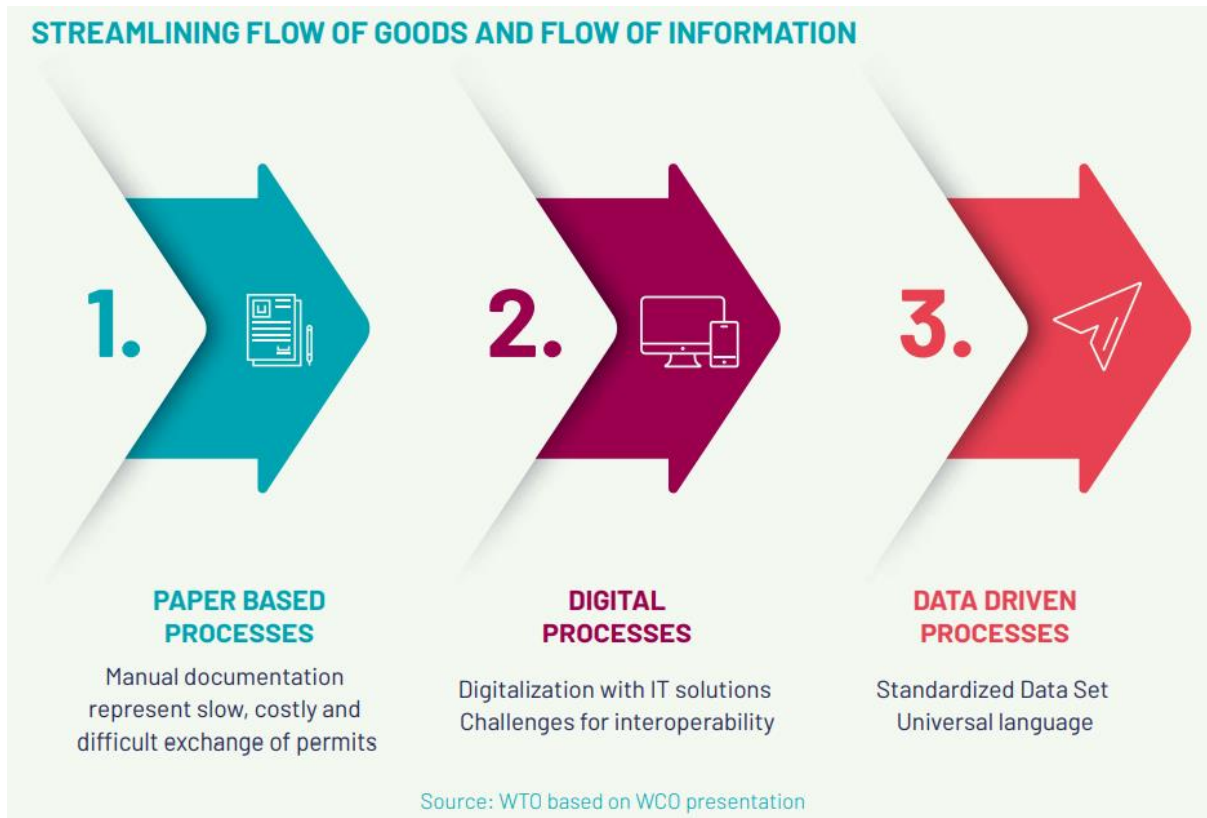 STREAMLINING FLOW OF GOODS AND FLOW OF INFORMATION
1.
2.
3.
PAPER BASED
PROCESSES
Manual documentation
represent slow, costly and
difficult exchange of permits
DIGITAL
PROCESSES
Digitalization with IT solutions
Challenges for interoperability
DATA DRIVEN
PROCESSES
Standardized Data Set
Universal language
Source: WTO based on WCO presentation